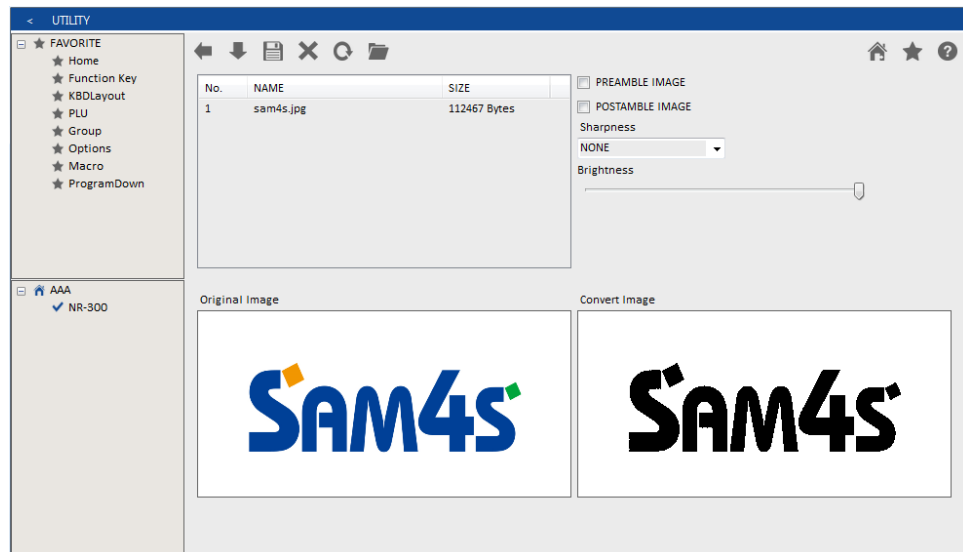 < UTILITY
FAVORITE
Home
Function Key
KBDLayout
PLU
Group
Options
Macro
ProgramDown
AAA
NR-300
No. NAME SIZE
1 sam4s.jpg 112467 Bytes
PREAMBLE IMAGE
POSTAMBLE IMAGE
Sharpness
NONE
Brightness
Original Image
SAM4S
Convert Image
SAM4S